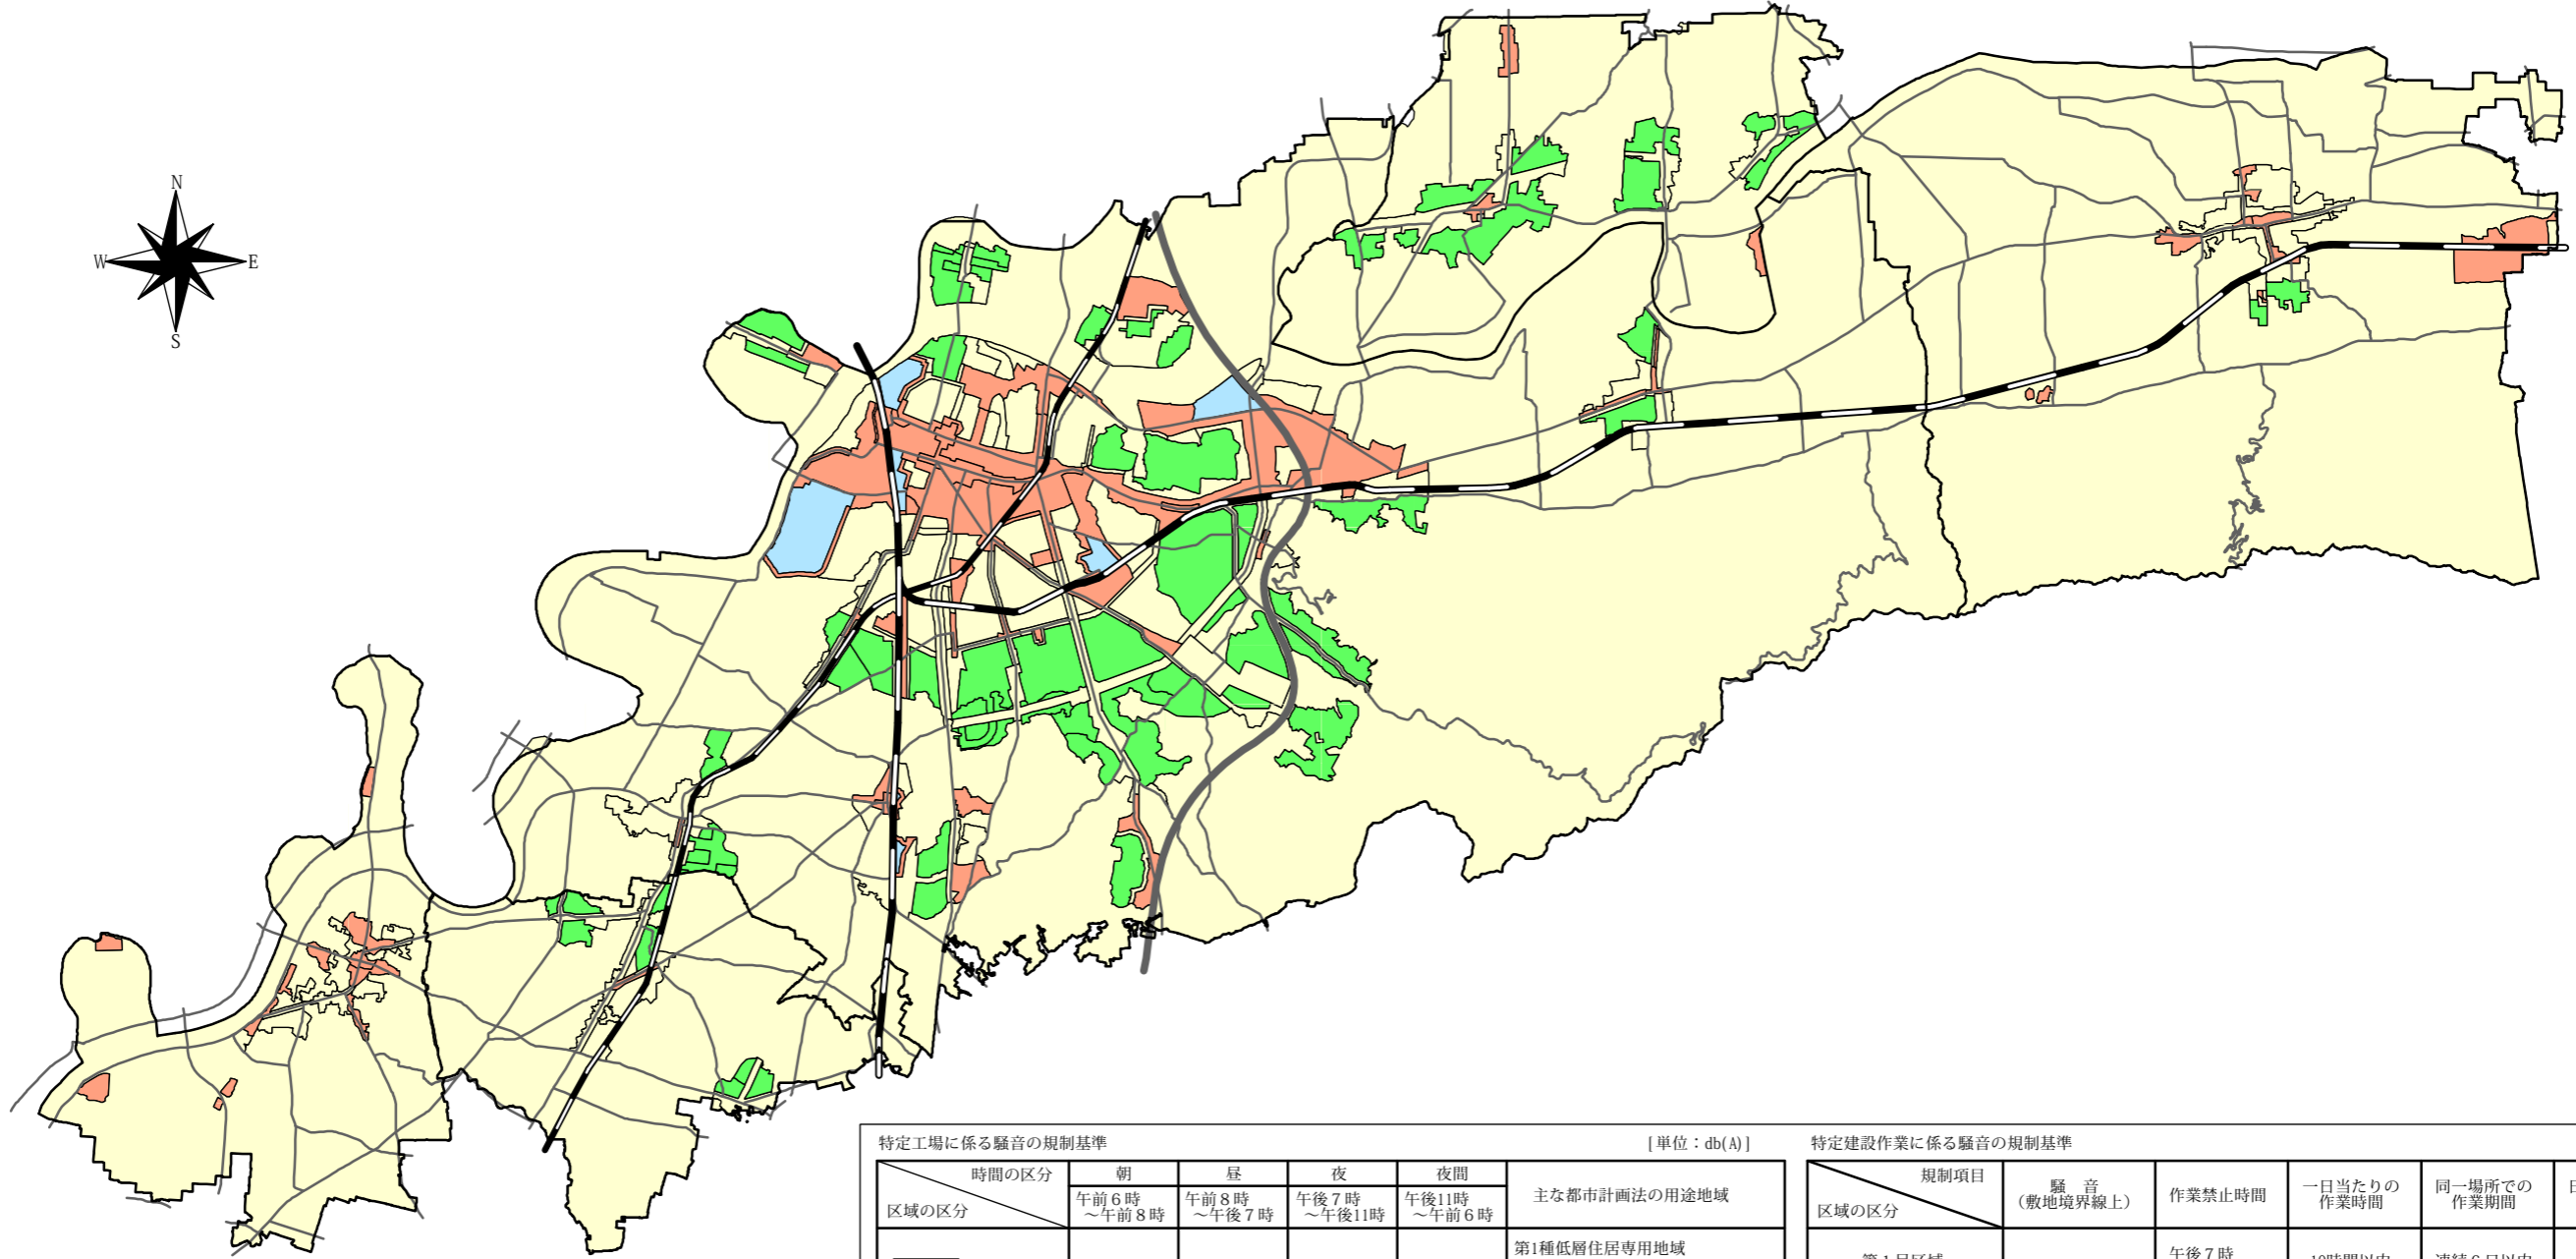 N
W
E
S
特定工場に係る騒音の規制基準
[単位：db(A)]
時間の区分
区域の区分
朝
昼
夜
夜間
午前６時
～午前８時
午前８時
～午後７時
午後７時
～午後11時
午後11時
～午前６時
主な都市計画法の用途地域
第1種低層住居専用地域
特定建設作業に係る騒音の規制基準
規制項目
区域の区分
騒　音
（敷地境界線上）
作業禁止時間
一日当たりの
作業時間
同一場所での
作業期間
午後７時